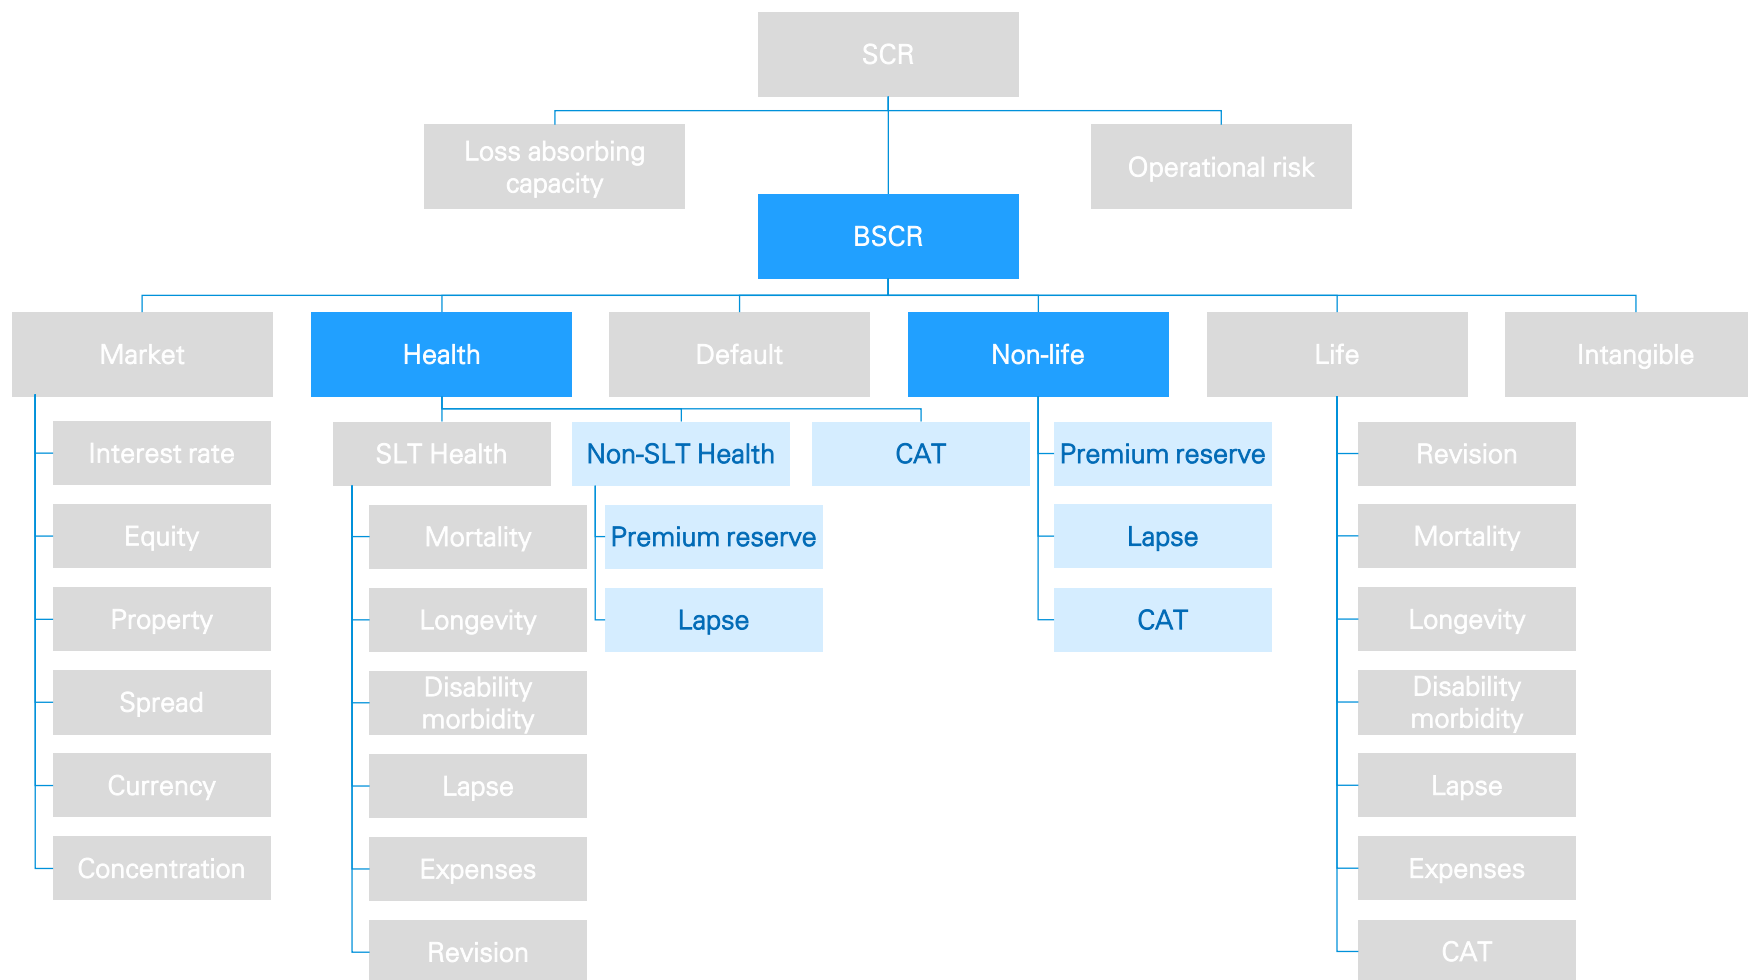 SCR
Loss absorbing
capacity
Operational risk
BSCR
Market
Health
Default
Non-life
Life
Intangible
Interest rate
Equity
Property
Spread
Currency
Concentration
SLT Health
Mortality
Longevity
Disability
morbidity
Lapse
Expenses
Revision
Non-SLT Health
Premium reserve
Lapse
CAT
Premium reserve
Lapse
CAT
Revision
Mortality
Longevity
Disability
morbidity
Lapse
Expenses
CAT